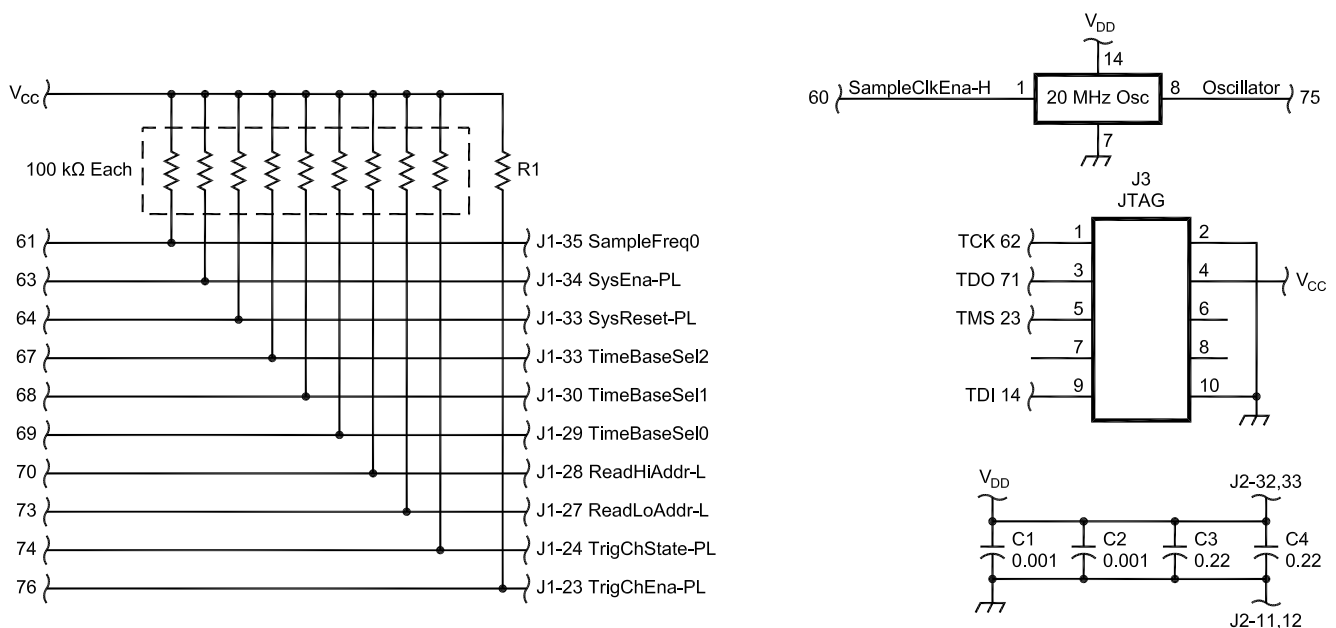 V_CC
100 kΩ Each
R1
61 J1-35 SampleFreq0
63 J1-34 SysEna-PL
64 J1-33 SysReset-PL
67 J1-33 TimeBaseSel2
68 J1-30 TimeBaseSel1
69 J1-29 TimeBaseSel0
70 J1-28 ReadHiAddr-L
73 J1-27 ReadLoAddr-L
74 J1-24 TrigChState-PL
76 J1-23 TrigChEna-PL
V_DD
14
60 SampleClkEna-H 1 20 MHz Osc 8 Oscillator 75
7
J3
JTAG
TCK 62 1 2
TDO 71 3 4 V_CC
TMS 23 5 6
7 8
TDI 14 9 10
V_DD J2-32,33
C1 C2 C3 C4
0.001 0.001 0.22 0.22
J2-11,12